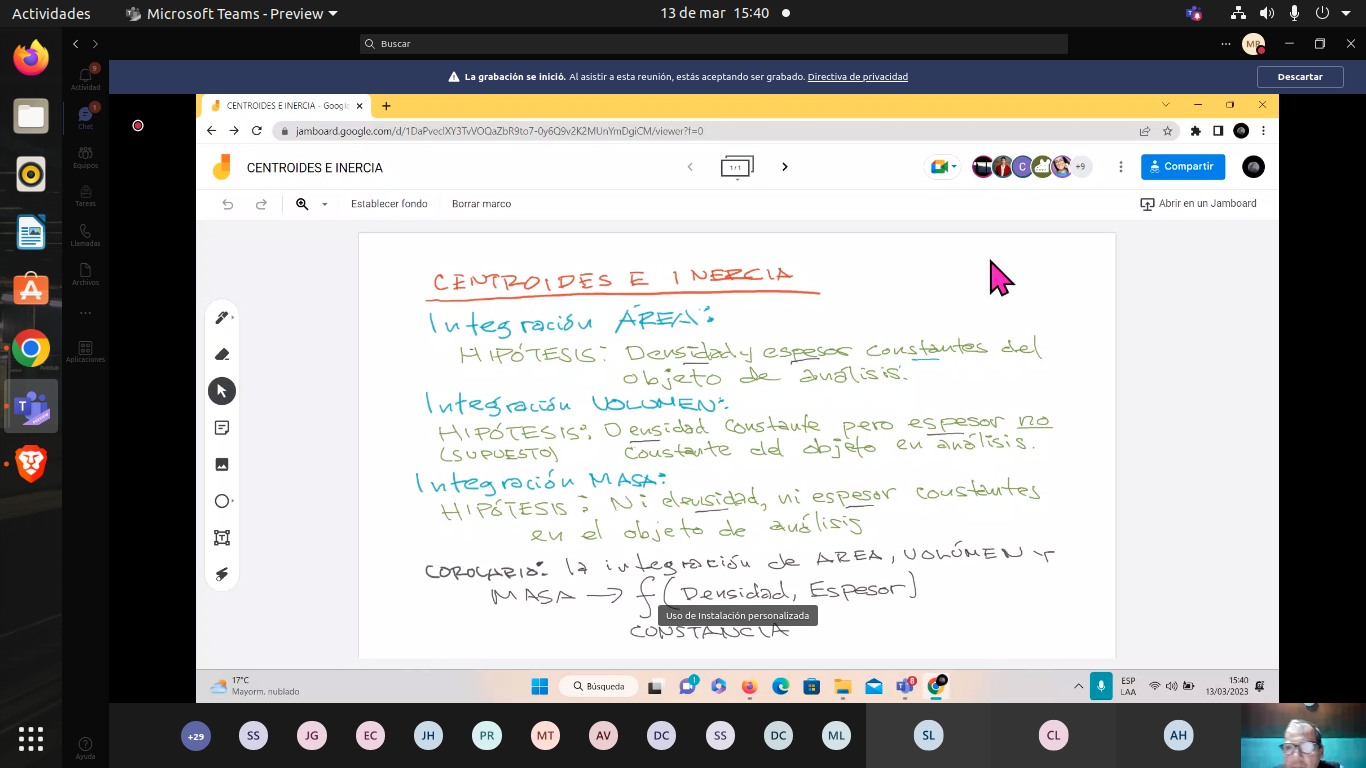 Actividades
Microsoft Teams - Preview
13 de mar 15:40
Buscar
MR
9
Actividad
1
Chat
Equipos
Tareas
Llamadas
Archivos
Aplicaciones
Ayuda
La grabación se inició. Al asistir a esta reunión, estás aceptando ser grabado. Directiva de privacidad
Descartar
CENTROIDES E INERCIA - Google
jamboard.google.com/d/1DaPveclXY3TvVOQaZbR9to7-0y6Q9v2K2MUnYmDgiCM/viewer?f=0
CENTROIDES E INERCIA
1/1
C
+9
Compartir
Establecer fondo
Borrar marco
Abrir en un Jamboard
CENTROIDES E INERCIA
Integración ÁREA:
HIPÓTESIS: Densidad y espesor constantes del
objeto de análisis.
Integración VOLUMEN:
HIPÓTESIS: Densidad constante pero espesor no
(SUPUESTO) constante del objeto en análisis.
Integración MASA:
HIPÓTESIS: Ni densidad, ni espesor constantes
en el objeto de análisis
COROLARIO: la integración de AREA, VOLÚMEN Y
MASA → f(Densidad, Espesor)
Uso de Instalación personalizada
CONSTANCIA
17°C
Mayorm. nublado
Búsqueda
1
8
ESP
LAA
15:40
13/03/2023
+29
SS
JG
EC
JH
PR
MT
AV
DC
SS
DC
ML
SL
CL
AH